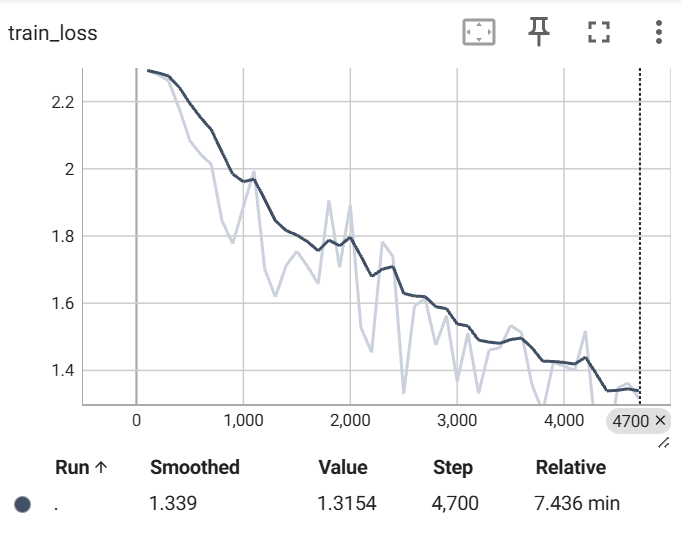 train_loss
2.2
2
1.8
1.6
1.4
0 1,000 2,000 3,000 4,000 4700 ×
Run ↑ Smoothed Value Step Relative
. 1.339 1.3154 4,700 7.436 min